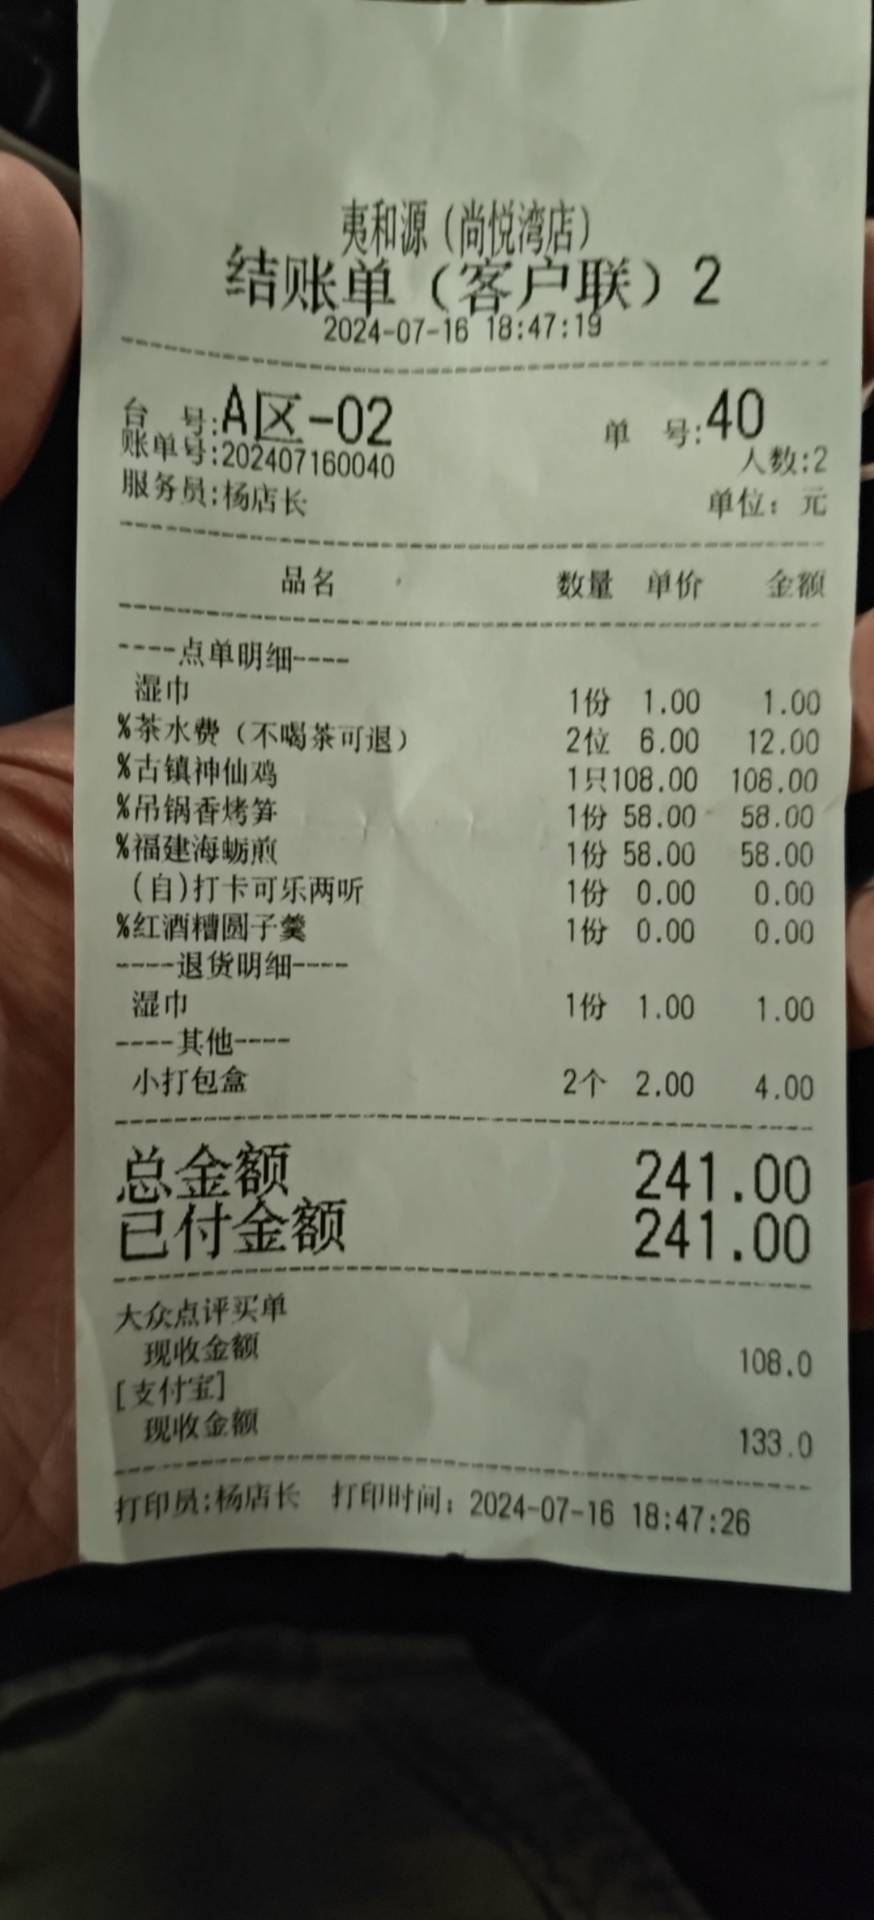 夷和源（尚悦湾店）
结账单（客户联）2
2024-07-16 18:47:19
台 号:A区-02 单 号:40
账单号:202407160040 人数:2
服务员:杨店长 单位：元
品名 数量 单价 金额
----点单明细----
湿巾 1份 1.00 1.00
%茶水费（不喝茶可退） 2位 6.00 12.00
%古镇神仙鸡 1只108.00 108.00
%吊锅香烤笋 1份 58.00 58.00
%福建海蛎煎 1份 58.00 58.00
(自)打卡可乐两听 1份 0.00 0.00
%红酒糟圆子羹 1份 0.00 0.00
----退货明细----
湿巾 1份 1.00 1.00
----其他----
小打包盒 2个 2.00 4.00
总金额 241.00
已付金额 241.00
大众点评买单
现收金额 108.0
[支付宝]
现收金额 133.0
打印员:杨店长 打印时间：2024-07-16 18:47:26